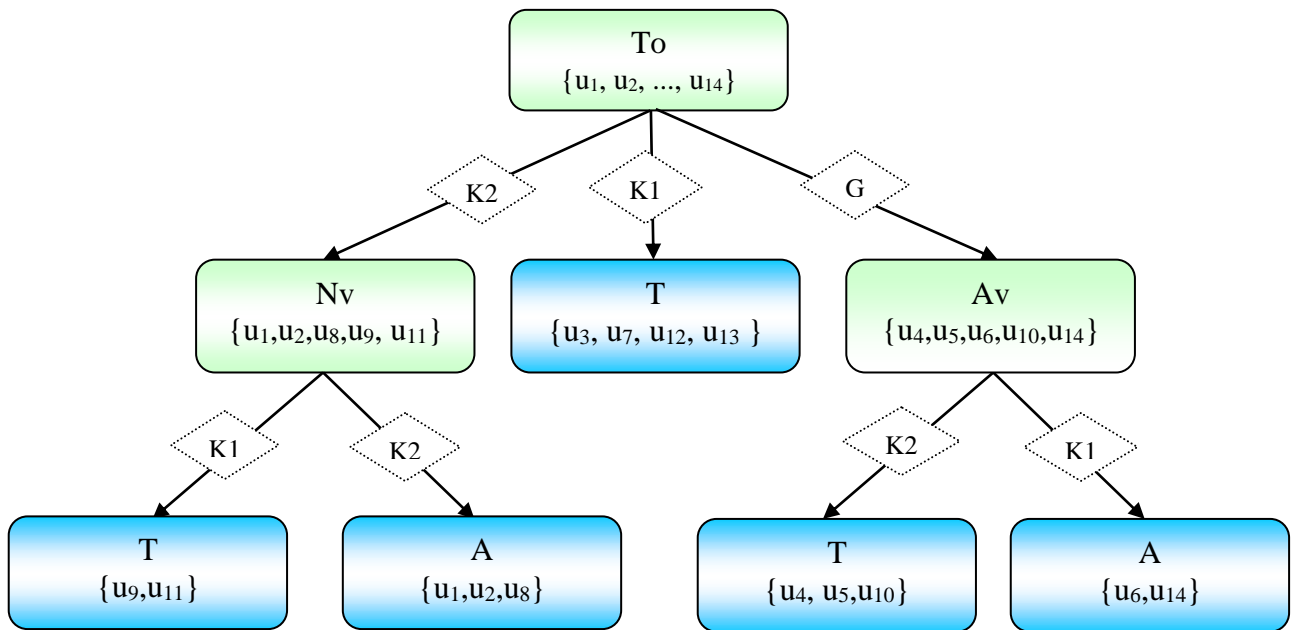 To
{u₁, u₂, ..., u₁₄}
K2
K1
G
Nv
{u₁,u₂,u₈,u₉, u₁₁}
T
{u₃, u₇, u₁₂, u₁₃ }
Av
{u₄,u₅,u₆,u₁₀,u₁₄}
K1
K2
K2
K1
T
{u₉,u₁₁}
A
{u₁,u₂,u₈}
T
{u₄, u₅,u₁₀}
A
{u₆,u₁₄}